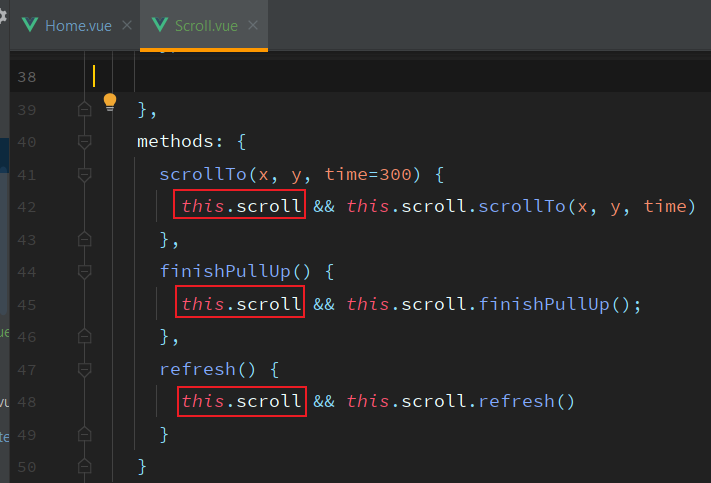 Home.vue
Scroll.vue
38
39 },
40 methods: {
41 scrollTo(x, y, time=300) {
42 this.scroll && this.scroll.scrollTo(x, y, time)
43 },
44 finishPullUp() {
45 this.scroll && this.scroll.finishPullUp();
46 },
47 refresh() {
48 this.scroll && this.scroll.refresh()
49 }
50 }